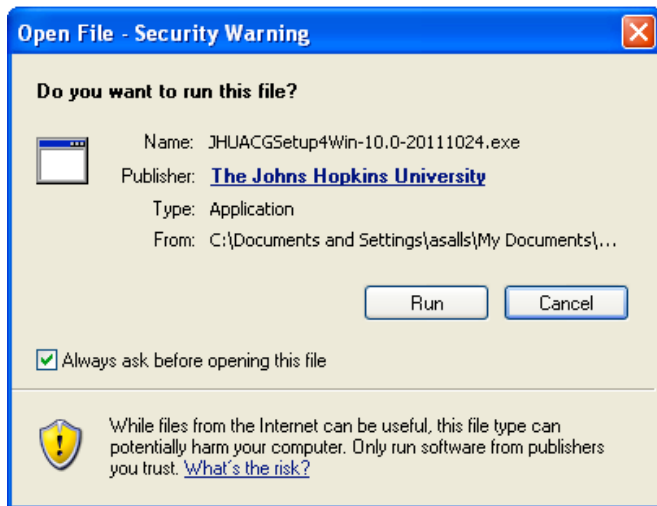 Open File - Security Warning
Do you want to run this file?
Name: JHUACGSetup4Win-10.0-20111024.exe
Publisher: The Johns Hopkins University
Type: Application
From: C:\Documents and Settings\asalls\My Documents\...
Run Cancel
Always ask before opening this file
While files from the Internet can be useful, this file type can
potentially harm your computer. Only run software from publishers
you trust. What's the risk?